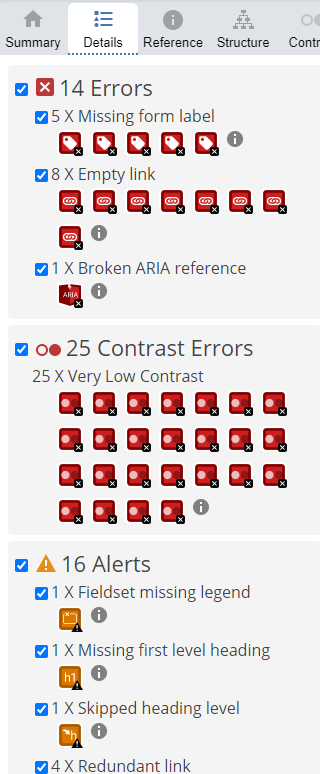 Summary Details Reference Structure Contr
14 Errors
5 X Missing form label
8 X Empty link
1 X Broken ARIA reference
ARIA
25 Contrast Errors
25 X Very Low Contrast
16 Alerts
1 X Fieldset missing legend
1 X Missing first level heading
h1
1 X Skipped heading level
h
4 X Redundant link